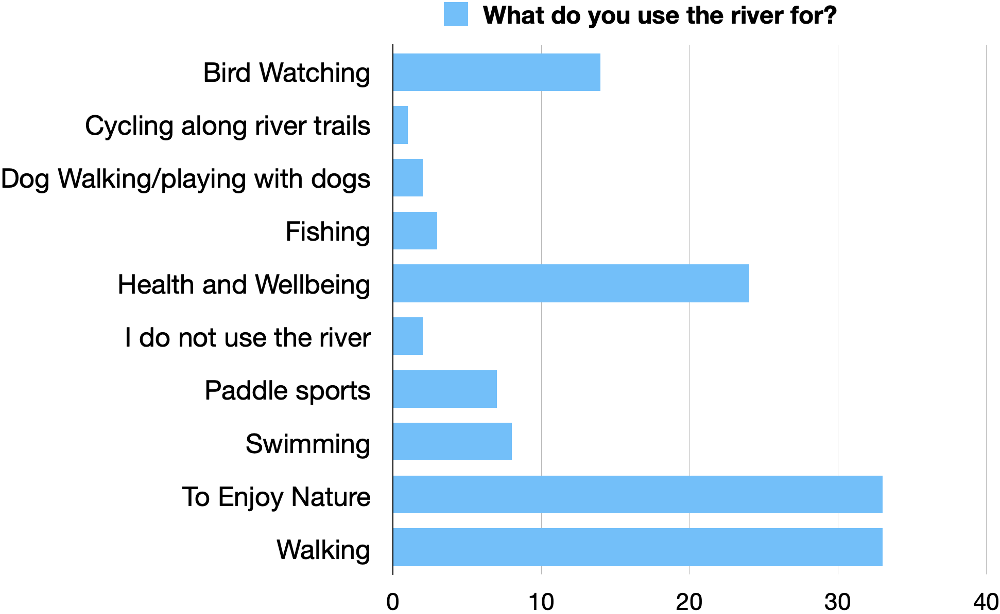 What do you use the river for?
Bird Watching
Cycling along river trails
Dog Walking/playing with dogs
Fishing
Health and Wellbeing
I do not use the river
Paddle sports
Swimming
To Enjoy Nature
Walking
0 10 20 30 40